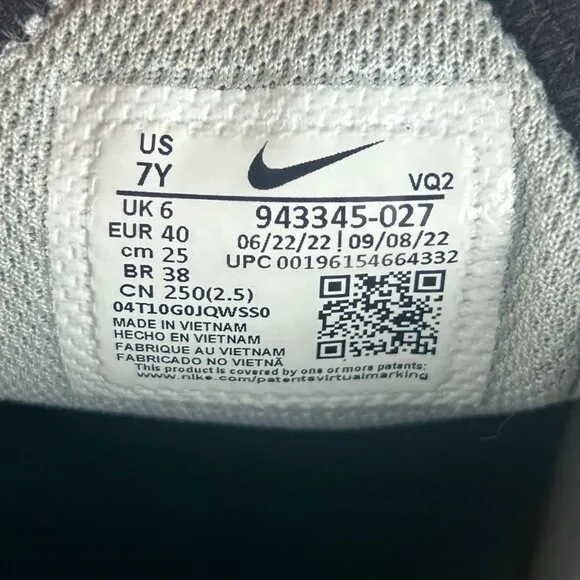 US
7Y
VQ2
UK 6
943345-027
EUR 40
06/22/22 | 09/08/22
cm 25
UPC 00196154664332
BR 38
CN 250(2.5)
04T10G0JQWSS0
MADE IN VIETNAM
HECHO EN VIETNAM
FABRIQUE AU VIETNAM
FABRICADO NO VIETNÃ
This product is covered by one or more patents:
www.nike.com/patentsvirtualmarking